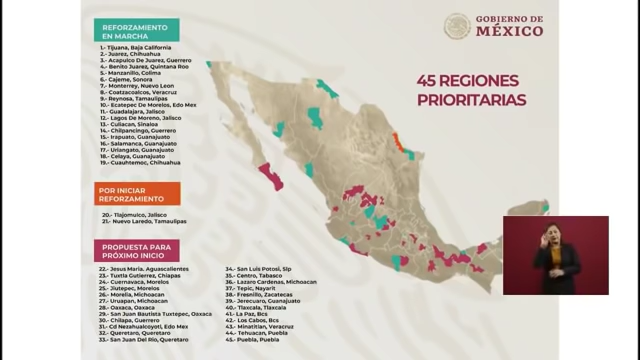 REFORZAMIENTO
EN MARCHA
1.- Tijuana, Baja California
2.- Juarez, Chihuahua
3.- Acapulco De Juarez, Guerrero
4.- Benito Juarez, Quintana Roo
5.- Manzanillo, Colima
6.- Cajeme, Sonora
7.- Monterrey, Nuevo Leon
8.- Coatzacoalcos, Veracruz
9.- Reynosa, Tamaulipas
10.- Ecatepec De Morelos, Edo Mex
11.- Guadalajara, Jalisco
12.- Lagos De Moreno, Jalisco
13.- Culiacan, Sinaloa
14.- Chilpancingo, Guerrero
15.- Irapuato, Guanajuato
16.- Salamanca, Guanajuato
17.- Uriangato, Guanajuato
18.- Celaya, Guanajuato
19.- Cuauhtemoc, Chihuahua
POR INICIAR
REFORZAMIENTO
20.- Tlajomulco, Jalisco
21.- Nuevo Laredo, Tamaulipas
PROPUESTA PARA
PRÓXIMO INICIO
22.- Jesus Maria, Aguascalientes
23.- Tuxtla Gutierrez, Chiapas
24.- Cuernavaca, Morelos
25.- Jiutepec, Morelos
26.- Morelia, Michoacan
27.- Uruapan, Michoacan
28.- Oaxaca, Oaxaca
29.- San Juan Bautista Tuxtepec, Oaxaca
30.- Chilapa, Guerrero
31.- Cd Nezahualcoyotl, Edo Mex
32.- Queretaro, Queretaro
33.- San Juan Del Rio, Queretaro
34.- San Luis Potosi, Slp
35.- Centro, Tabasco
36.- Lazaro Cardenas, Michoacan
37.- Tepic, Nayarit
38.- Fresnillo, Zacatecas
39.- Jerecuaro, Guanajuato
40.- Tlaxcala, Tlaxcala
41.- La Paz, Bcs
42.- Los Cabos, Bcs
43.- Minatitlan, Veracruz
44.- Tehuacan, Puebla
45.- Puebla, Puebla
GOBIERNO DE
MÉXICO
45 REGIONES
PRIORITARIAS